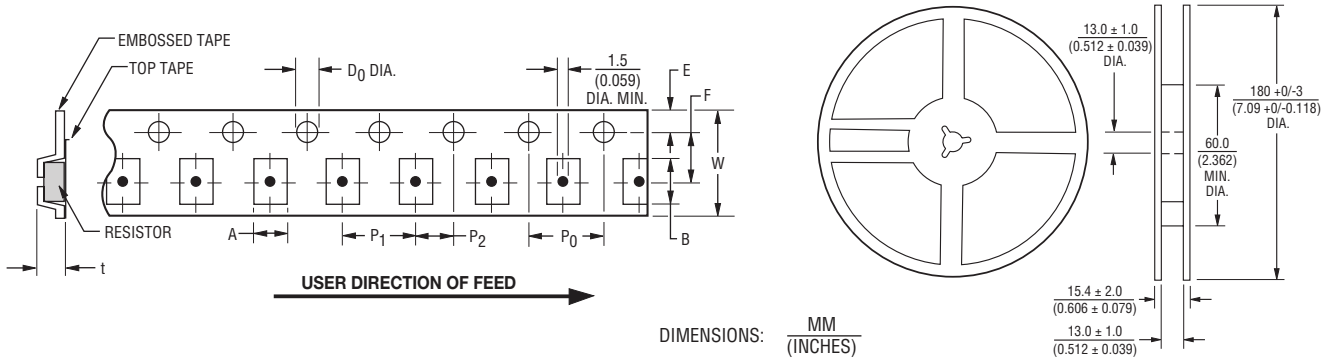 EMBOSSED TAPE
TOP TAPE
D0 DIA.
1.5
(0.059)
DIA. MIN.
E
F
W
RESISTOR
A
P1
P2
P0
B
t
USER DIRECTION OF FEED
DIMENSIONS:
MM
(INCHES)
13.0 ± 1.0
(0.512 ± 0.039)
DIA.
180 +0/-3
(7.09 +0/-0.118)
DIA.
60.0
(2.362)
MIN.
DIA.
15.4 ± 2.0
(0.606 ± 0.079)
13.0 ± 1.0
(0.512 ± 0.039)